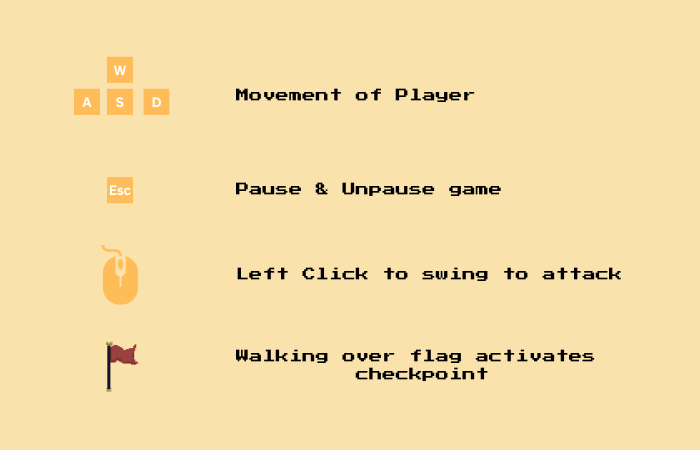 W
A S D
Movement of Player
Esc
Pause & Unpause game
Left Click to swing to attack
Walking over flag activates
checkpoint